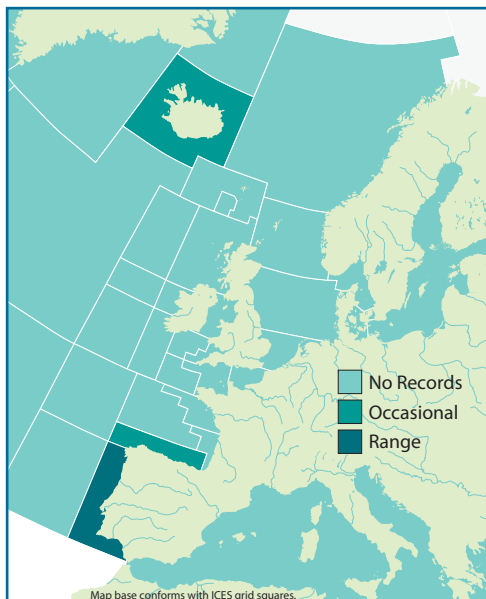 No Records
Occasional
Range
Map base conforms with ICES grid squares.